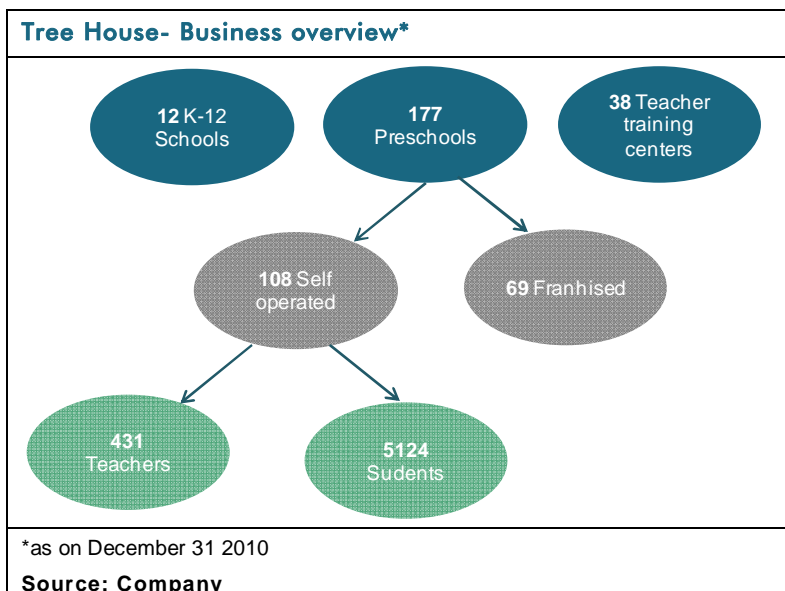 Tree House- Business overview*
12 K-12
Schools
177
Preschools
38 Teacher
training
centers
108 Self
operated
69 Franhised
431
Teachers
5124
Sudents
*as on December 31 2010
Source: Company